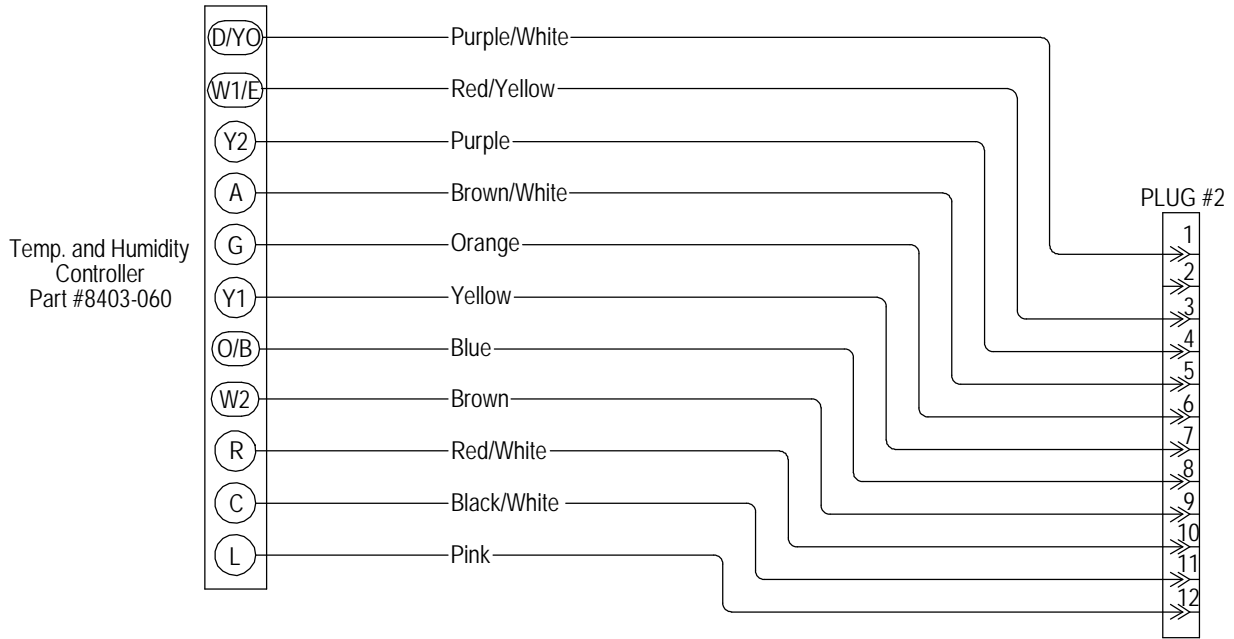 D/YO Purple/White
W1/E Red/Yellow
Y2 Purple
A Brown/White
G Orange
Y1 Yellow
O/B Blue
W2 Brown
R Red/White
C Black/White
L Pink
Temp. and Humidity
Controller
Part #8403-060
PLUG #2
1
2
3
4
5
6
7
8
9
10
11
12